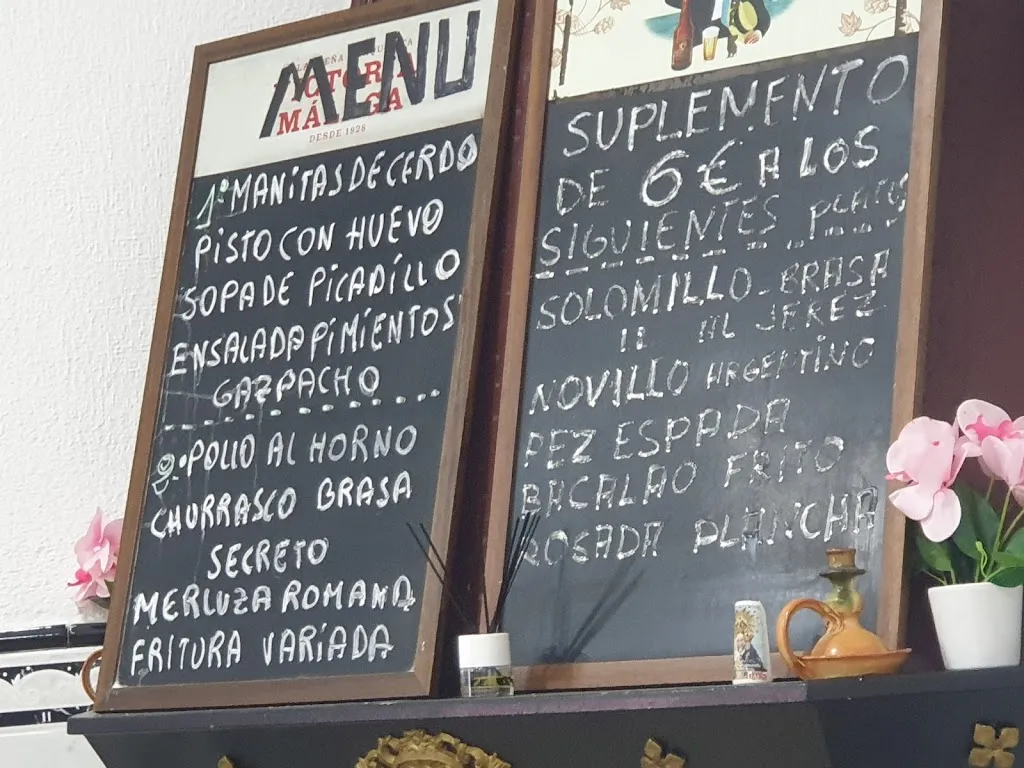 MENU
VICTORIA
MÁLAGA
DESDE 1928
1º MANITAS DE CERDO
PISTO CON HUEVO
SOPA DE PICADILLO
ENSALADA PIMIENTOS
GAZPACHO
2º POLLO AL HORNO
CHURRASCO BRASA
SECRETO
MERLUZA ROMANA
FRITURA VARIADA
SUPLEMENTO
DE 6€ A LOS
SIGUIENTES PLATOS
SOLOMILLO-BRASA
" AL JEREZ
NOVILLO ARGENTINO
PEZ ESPADA
BACALAO FRITO
ROSADA PLANCHA